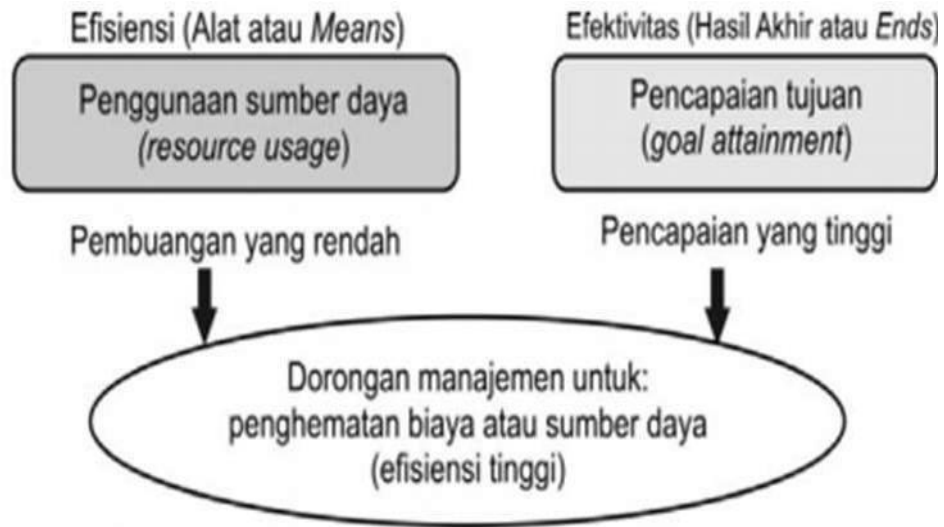 Efisiensi (Alat atau Means)
Penggunaan sumber daya
(resource usage)
Pembuangan yang rendah
Efektivitas (Hasil Akhir atau Ends)
Pencapaian tujuan
(goal attainment)
Pencapaian yang tinggi
Dorongan manajemen untuk:
penghematan biaya atau sumber daya
(efisiensi tinggi)